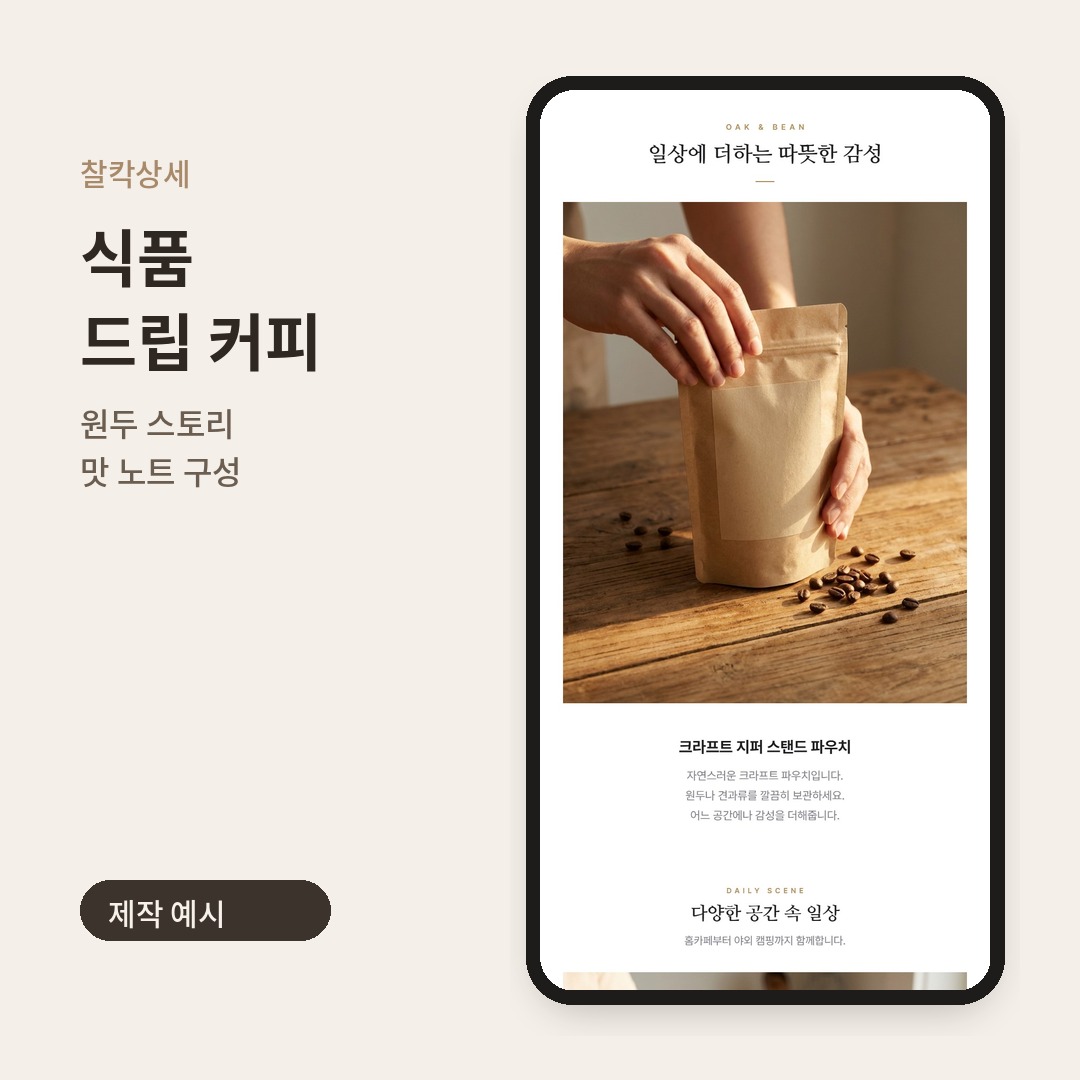 찰칵상세
식품
드립 커피
원두 스토리
맛 노트 구성
제작 예시
OAK & BEAN
일상에 더하는 따뜻한 감성
크라프트 지퍼 스탠드 파우치
자연스러운 크라프트 파우치입니다.
원두나 견과류를 깔끔히 보관하세요.
어느 공간에나 감성을 더해줍니다.
DAILY SCENE
다양한 공간 속 일상
홈카페부터 야외 캠핑까지 함께합니다.